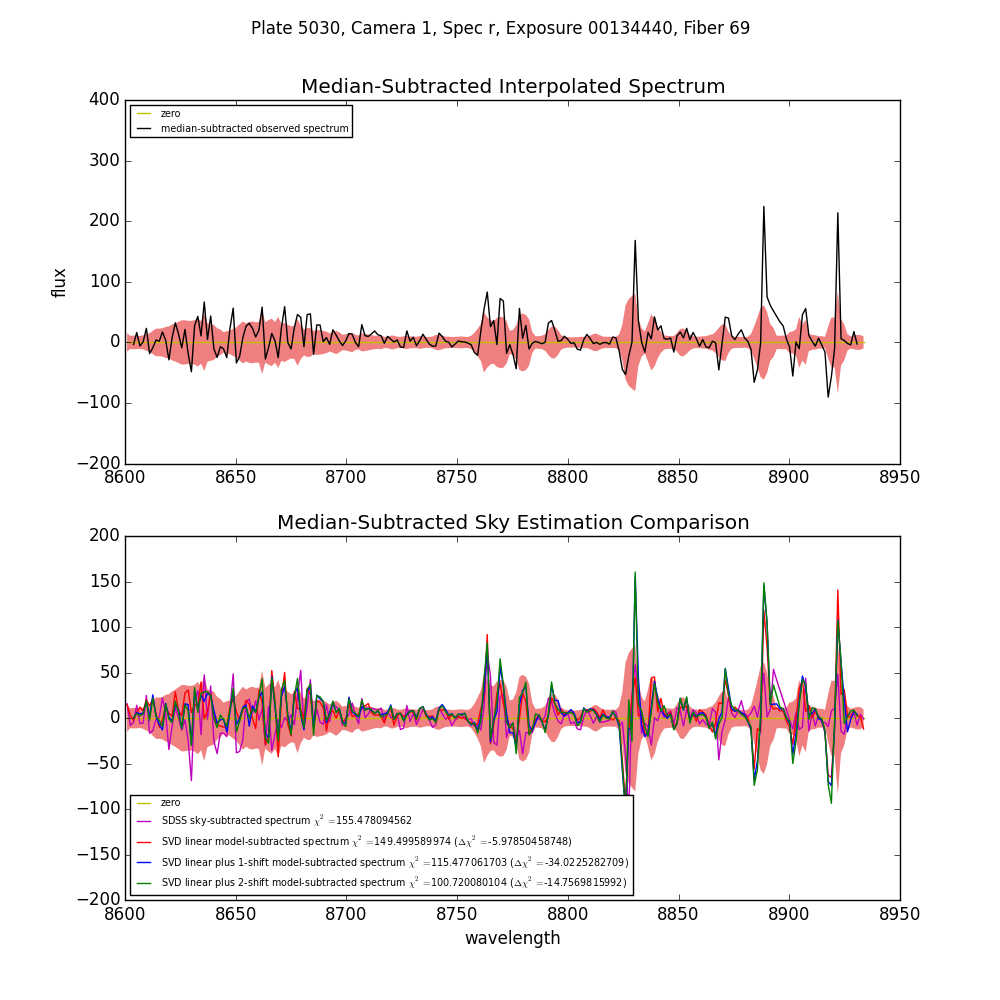 Plate 5030, Camera 1, Spec r, Exposure 00134440, Fiber 69
Median-Subtracted Interpolated Spectrum
400
300
200
100
0
−100
−200
flux
zero
median-subtracted observed spectrum
8600 8650 8700 8750 8800 8850 8900 8950
Median-Subtracted Sky Estimation Comparison
200
150
100
50
0
−50
−100
−150
−200
zero
SDSS sky-subtracted spectrum χ² =155.478094562
SVD linear model-subtracted spectrum χ² =149.499589974 (Δχ² =-5.97850458748)
SVD linear plus 1-shift model-subtracted spectrum χ² =115.477061703 (Δχ² =-34.0225282709)
SVD linear plus 2-shift model-subtracted spectrum χ² =100.720080104 (Δχ² =-14.7569815992)
8600 8650 8700 8750 8800 8850 8900 8950
wavelength